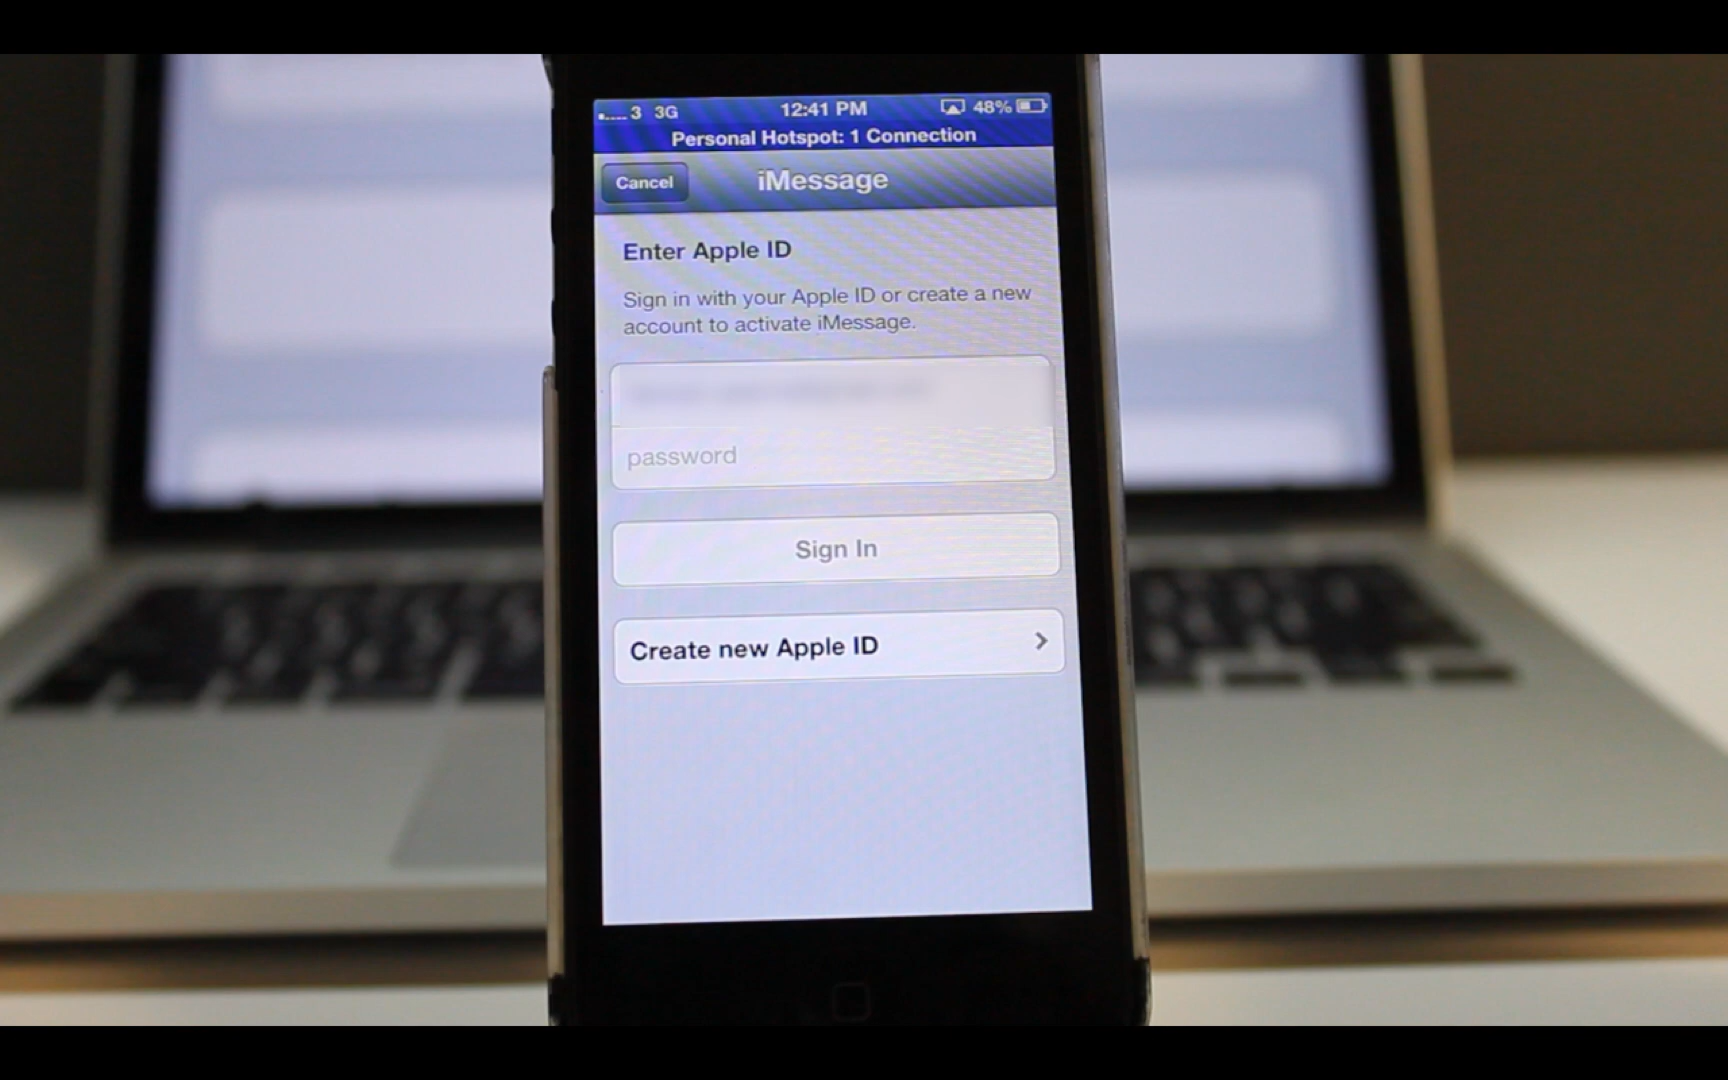 3 3G 12:41 PM 48%
Personal Hotspot: 1 Connection
Cancel iMessage
Enter Apple ID
Sign in with your Apple ID or create a new
account to activate iMessage.
password
Sign In
Create new Apple ID